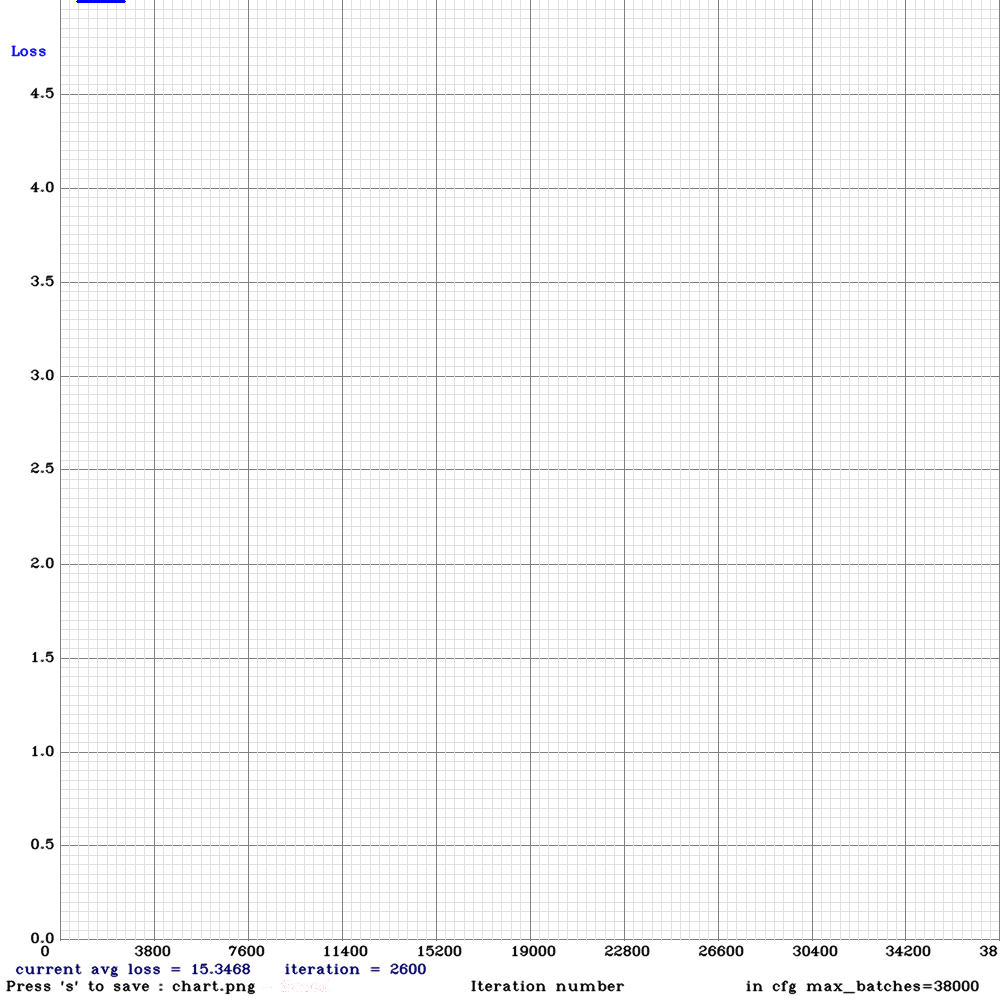 Loss
4.5
4.0
3.5
3.0
2.5
2.0
1.5
1.0
0.5
0.0
0 3800 7600 11400 15200 19000 22800 26600 30400 34200 38
current avg loss = 15.3468 iteration = 2600
Press 's' to save : chart.png Iteration number in cfg max_batches=38000